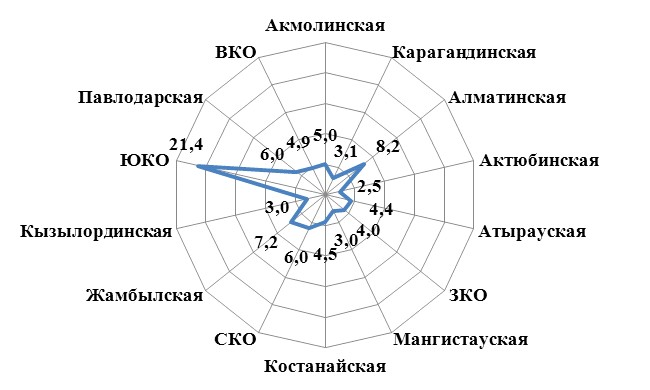 Акмолинская
ВКО
Карагандинская
Павлодарская
Алматинская
21,4
4,9
5,0
3,1
8,2
6,0
ЮКО
Актюбинская
2,5
3,0
4,4
Кызылординская
Атырауская
4,0
7,2
3,0
6,0
4,5
Жамбылская
ЗКО
СКО
Мангистауская
Костанайская